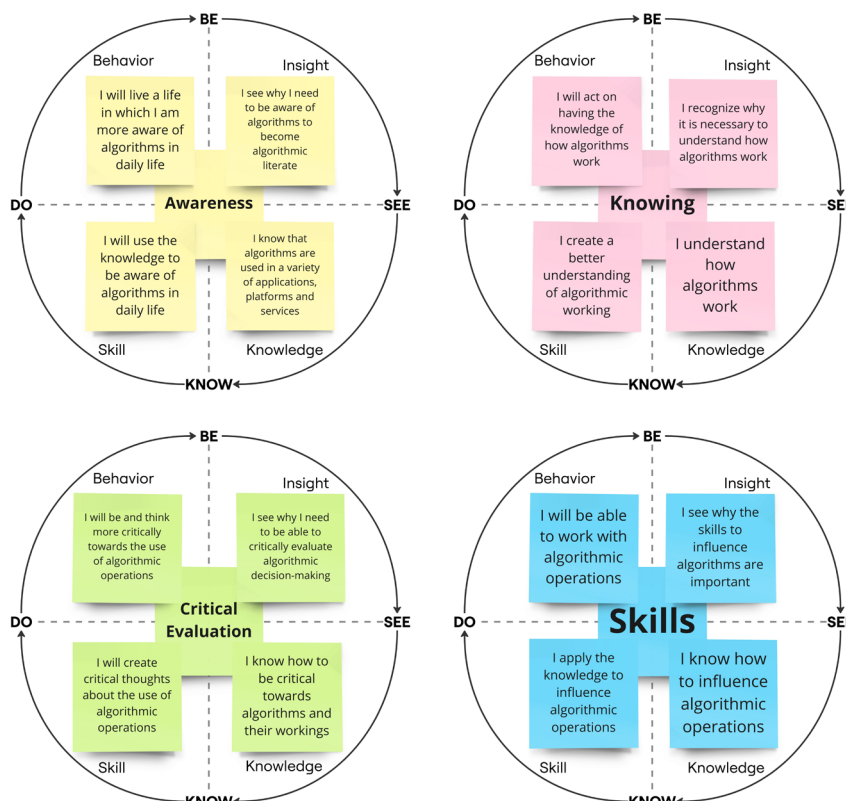 BE
Behavior
Insight
I will live a life
in which I am
more aware of
algorithms in
daily life
I see why I need
to be aware of
algorithms to
become
algorithmic
literate
DO
Awareness
SEE
I will use the
knowledge to
be aware of
algorithms in
daily life
I know that
algorithms are
used in a variety
of applications,
platforms and
services
Skill
Knowledge
KNOW
BE
Behavior
Insight
I will act on
having the
knowledge of
how algorithms
work
I recognize why
it is necessary to
understand how
algorithms work
DO
Knowing
SE
I create a
better
understanding
of algorithmic
working
I understand
how
algorithms
work
Skill
Knowledge
KNOW
BE
Behavior
Insight
I will be and think
more critically
towards the use
of algorithmic
operations
I see why I need
to be able to
critically evaluate
algorithmic
decision-making
DO
Critical
Evaluation
SEE
I will create
critical thoughts
about the use of
algorithmic
operations
I know how to
be critical
towards
algorithms and
their workings
Skill
Knowledge
KNOW
BE
Behavior
Insight
I will be able
to work with
algorithmic
operations
I see why the
skills to
influence
algorithms are
important
DO
Skills
SE
I apply the
knowledge to
influence
algorithmic
operations
I know how
to influence
algorithmic
operations
Skill
Knowledge
KNOW